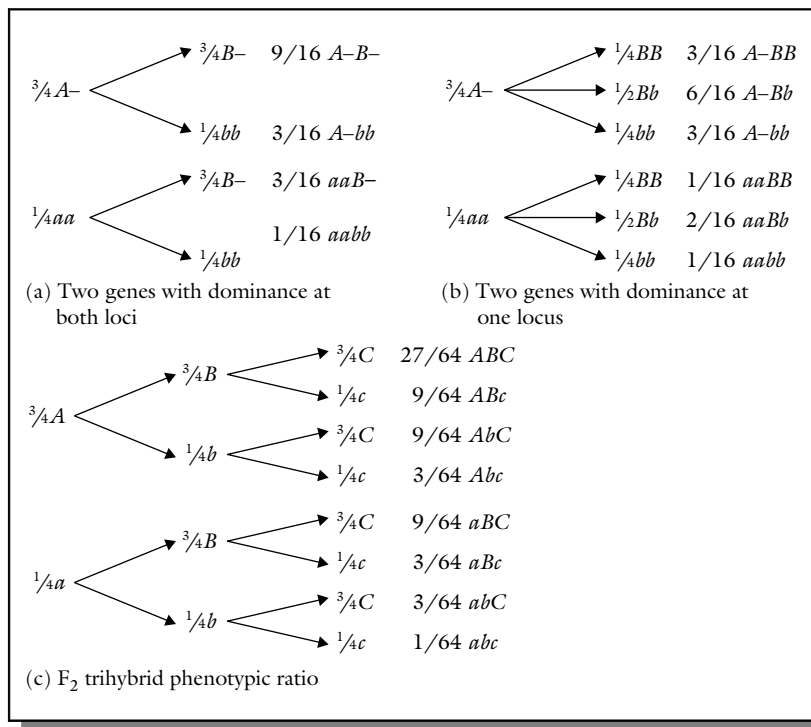 ¾B– 9/16 A–B–
¾A–
¼bb 3/16 A–bb
¾B– 3/16 aaB–
¼aa
1/16 aabb
¼bb
(a) Two genes with dominance at
both loci
¼BB 3/16 A–BB
¾A– ½Bb 6/16 A–Bb
¼bb 3/16 A–bb
¼BB 1/16 aaBB
¼aa ½Bb 2/16 aaBb
¼bb 1/16 aabb
(b) Two genes with dominance at
one locus
¾C 27/64 ABC
¾B
¼c 9/64 ABc
¾A
¾C 9/64 AbC
¼b
¼c 3/64 Abc
¾C 9/64 aBC
¾B
¼c 3/64 aBc
¼a
¾C 3/64 abC
¼b
¼c 1/64 abc
(c) F₂ trihybrid phenotypic ratio